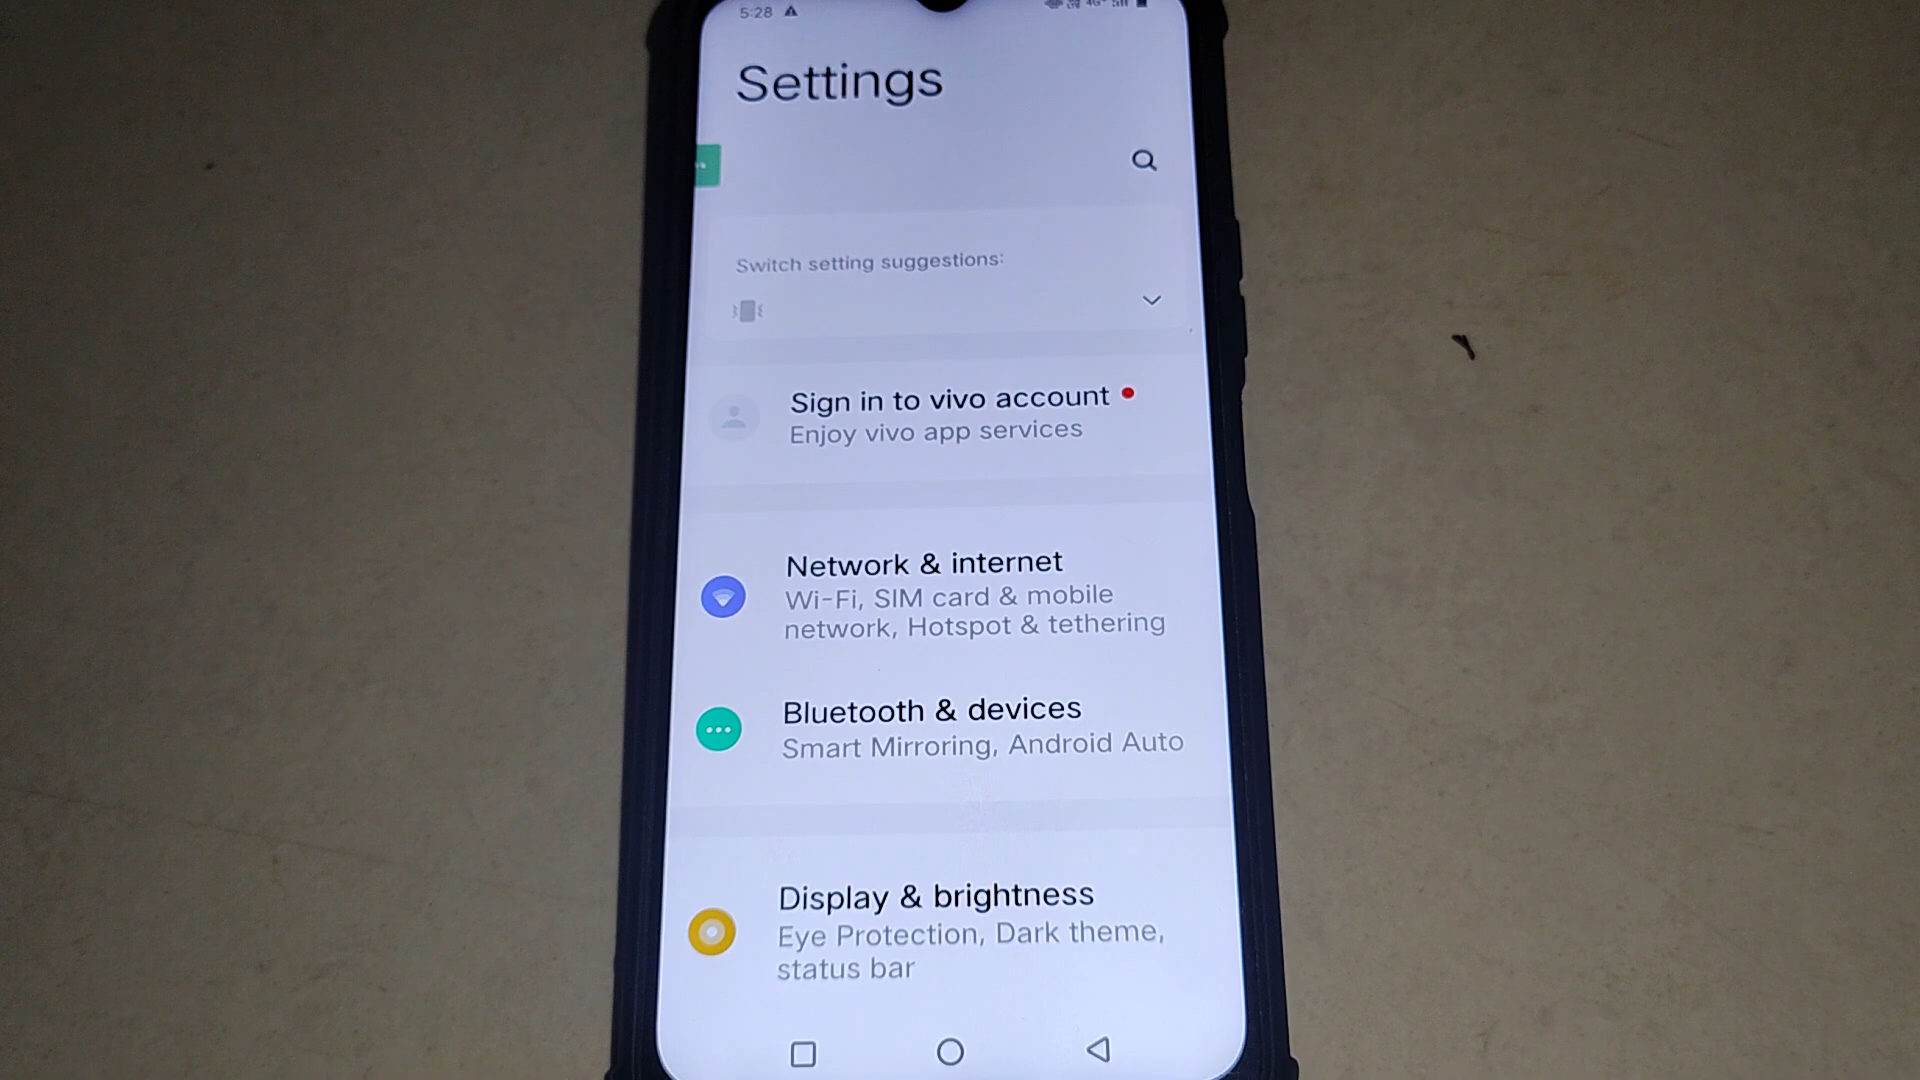 5:28
4G+
Settings
Switch setting suggestions:
Sign in to vivo account
Enjoy vivo app services
Network & internet
Wi-Fi, SIM card & mobile
network, Hotspot & tethering
Bluetooth & devices
Smart Mirroring, Android Auto
Display & brightness
Eye Protection, Dark theme,
status bar